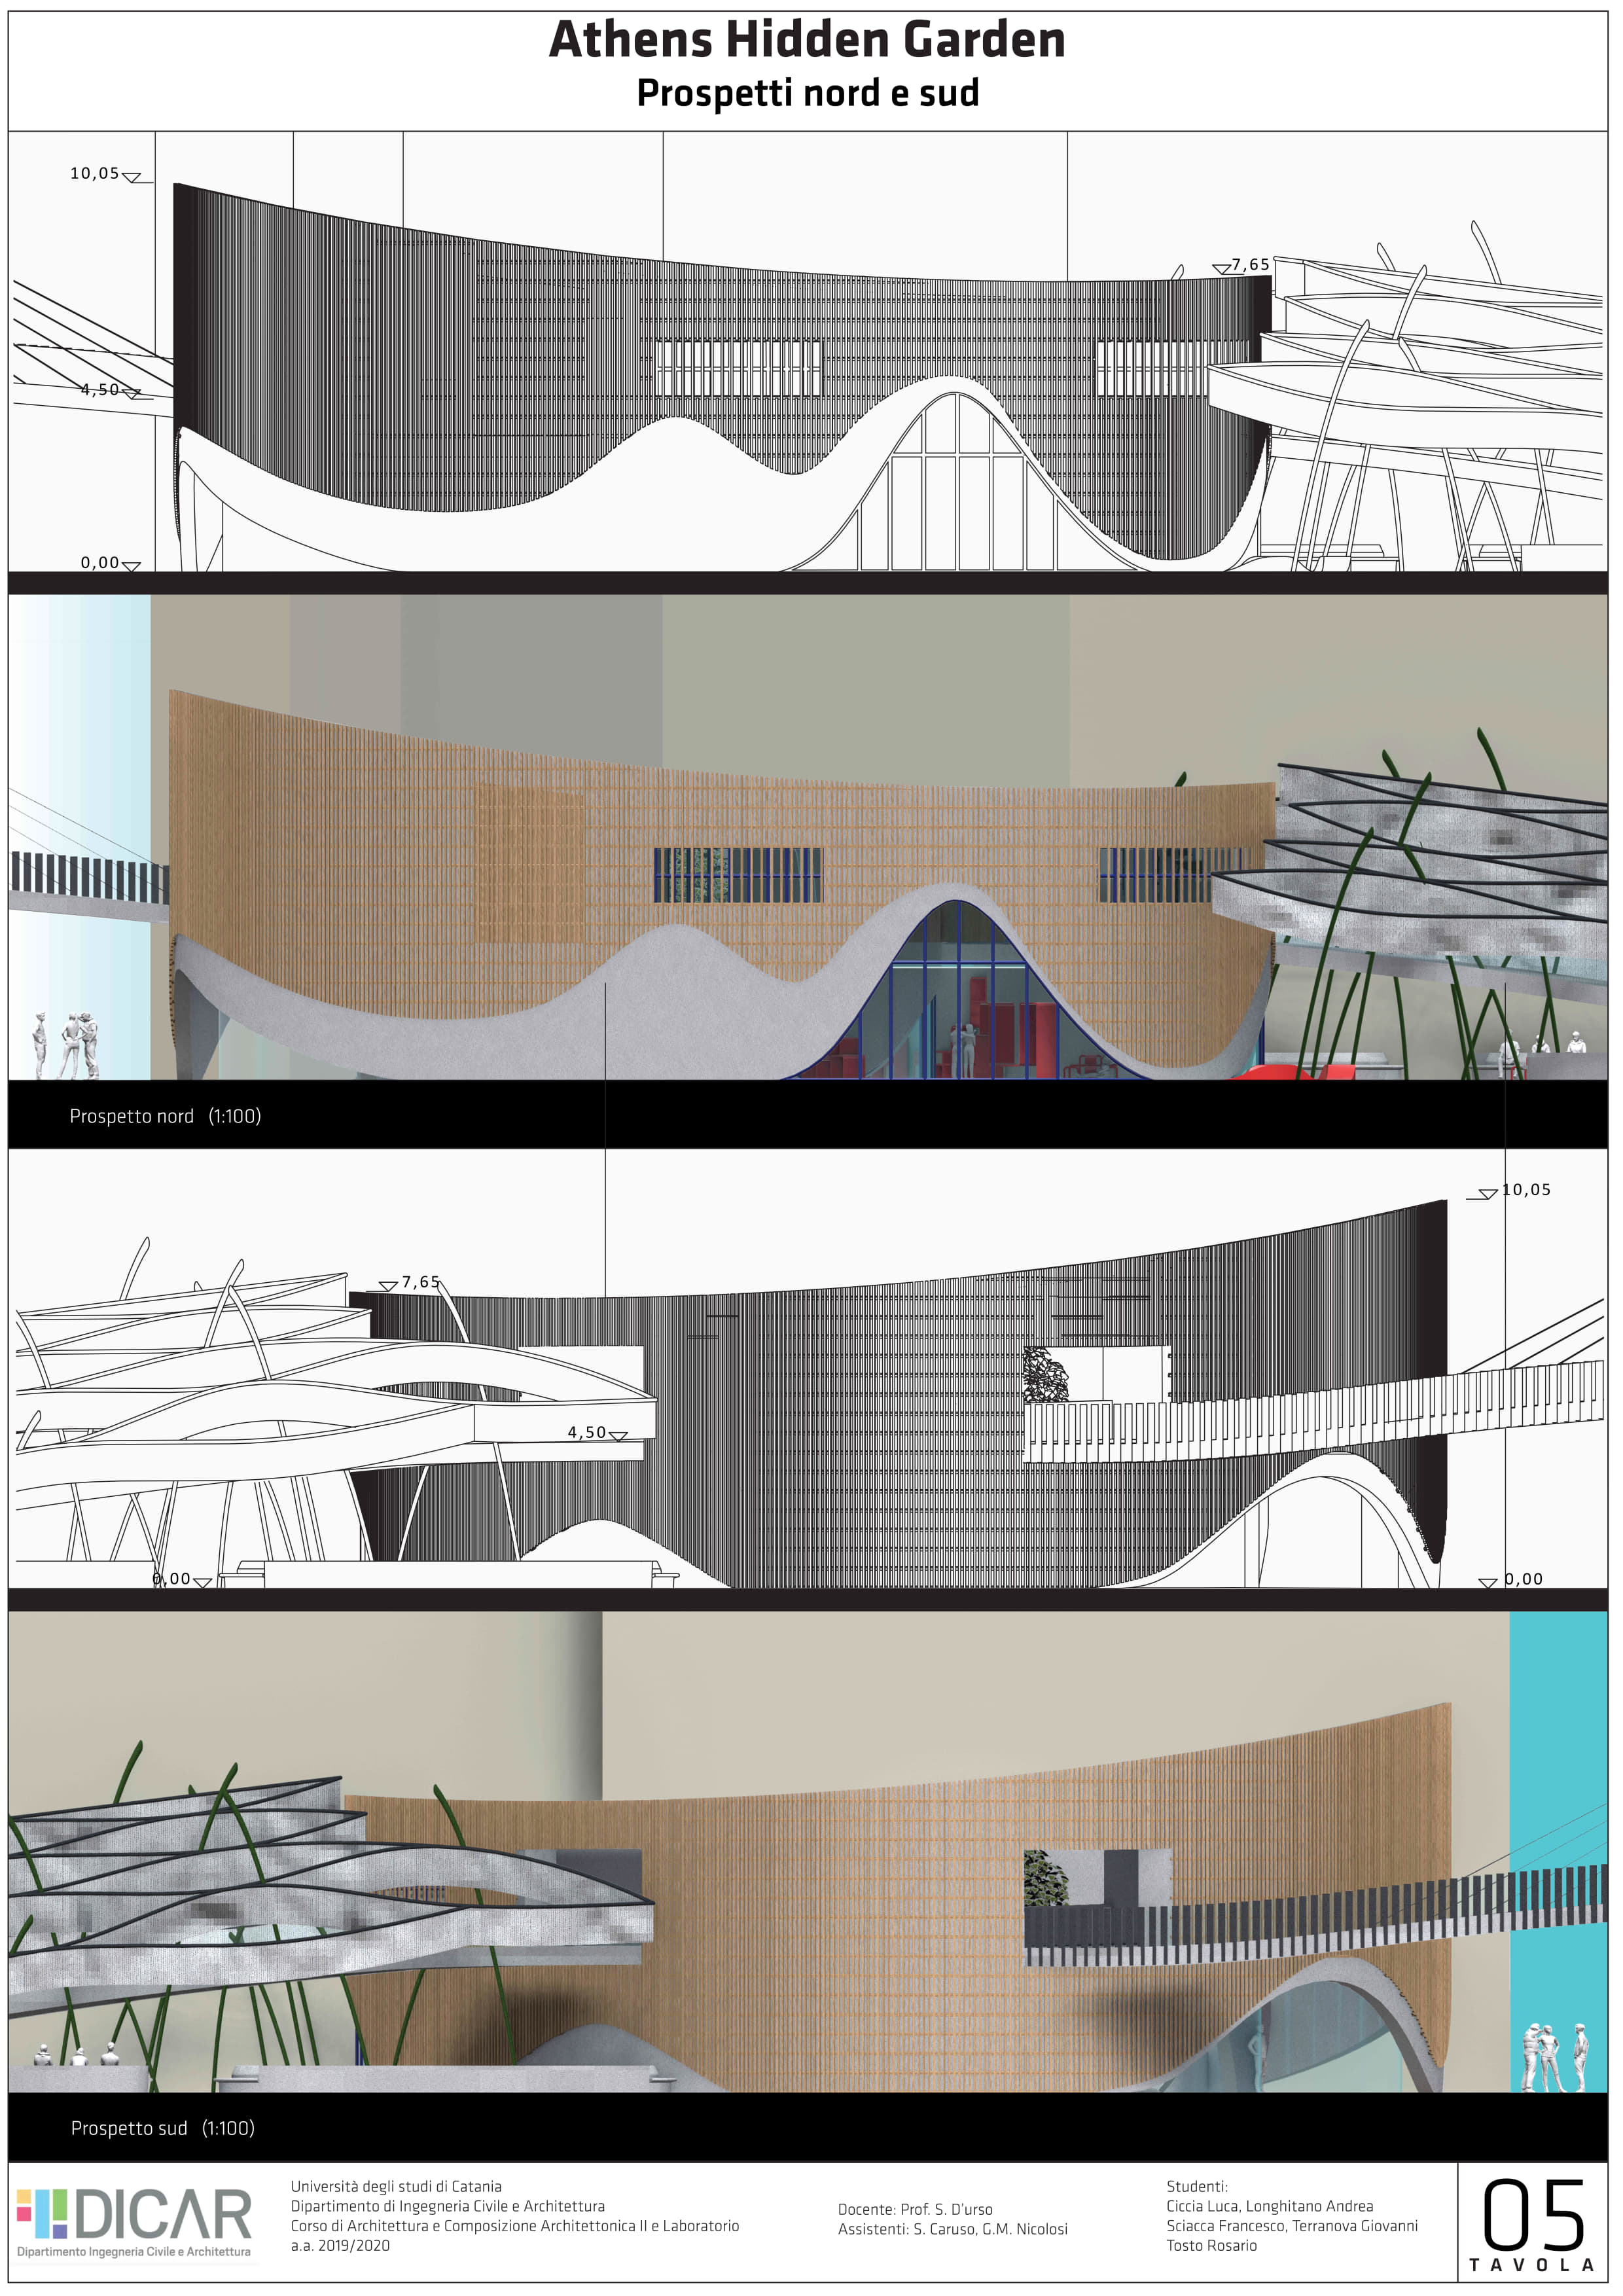 Athens Hidden Garden
Prospetti nord e sud
10,05
7,65
4,50
0,00
Prospetto nord (1:100)
10,05
7,65
4,50
0,00
0,00
Prospetto sud (1:100)
DICAR
Dipartimento Ingegneria Civile e Architettura
Università degli studi di Catania
Dipartimento di Ingegneria Civile e Architettura
Corso di Architettura e Composizione Architettonica II e Laboratorio
a.a. 2019/2020
Docente: Prof. S. D'urso
Assistenti: S. Caruso, G.M. Nicolosi
Studenti:
Ciccia Luca, Longhitano Andrea
Sciacca Francesco, Terranova Giovanni
Tosto Rosario
05
TAVOLA